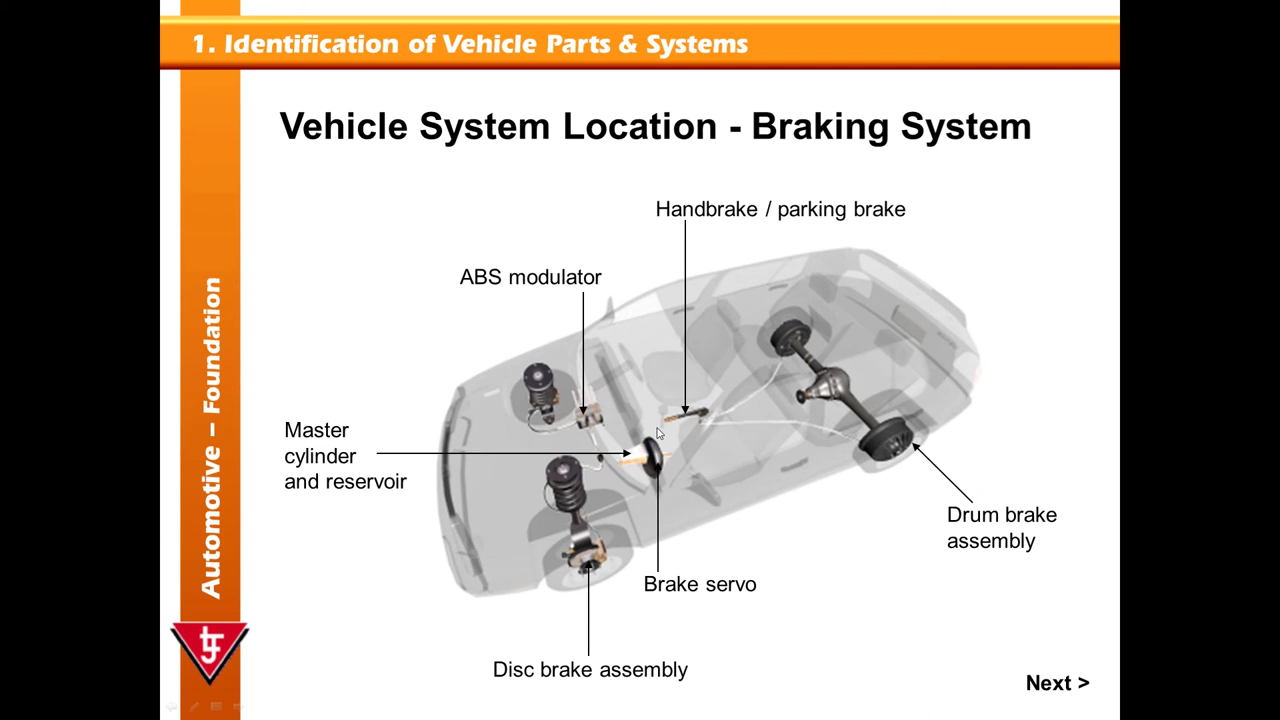 1. Identification of Vehicle Parts & Systems
Vehicle System Location - Braking System
Handbrake / parking brake
ABS modulator
Master
cylinder
and reservoir
Drum brake
assembly
Brake servo
Disc brake assembly
Next >
Automotive – Foundation
tj